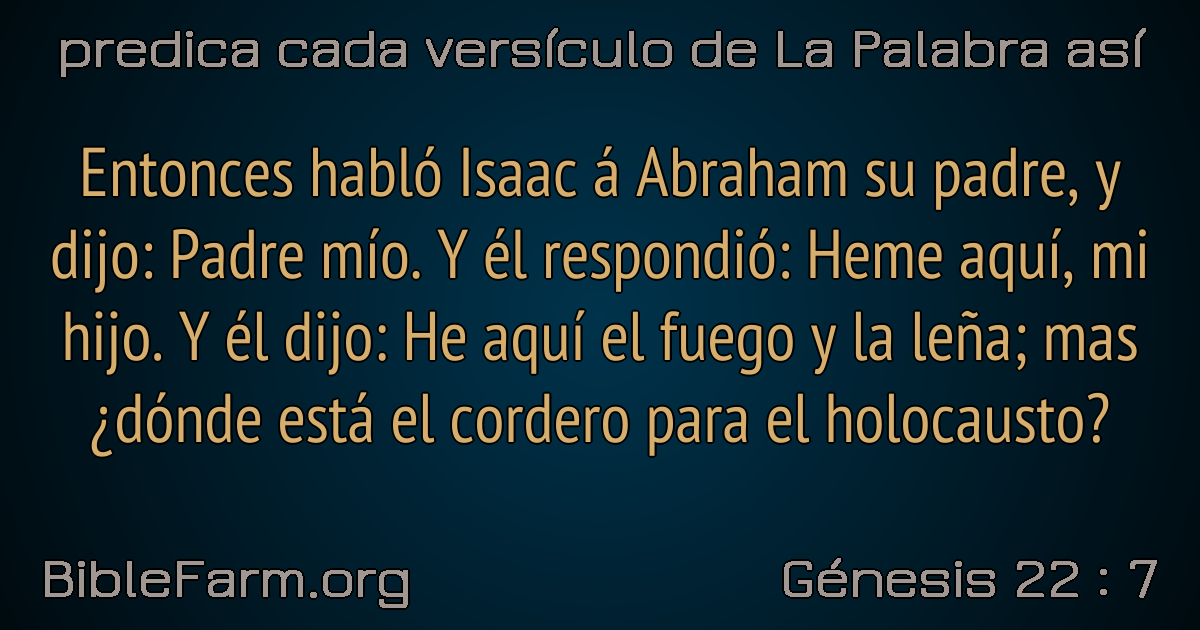 predica cada versículo de La Palabra así
Entonces habló Isaac á Abraham su padre, y
dijo: Padre mío. Y él respondió: Heme aquí, mi
hijo. Y él dijo: He aquí el fuego y la leña; mas
¿dónde está el cordero para el holocausto?
BibleFarm.org
Génesis 22 : 7